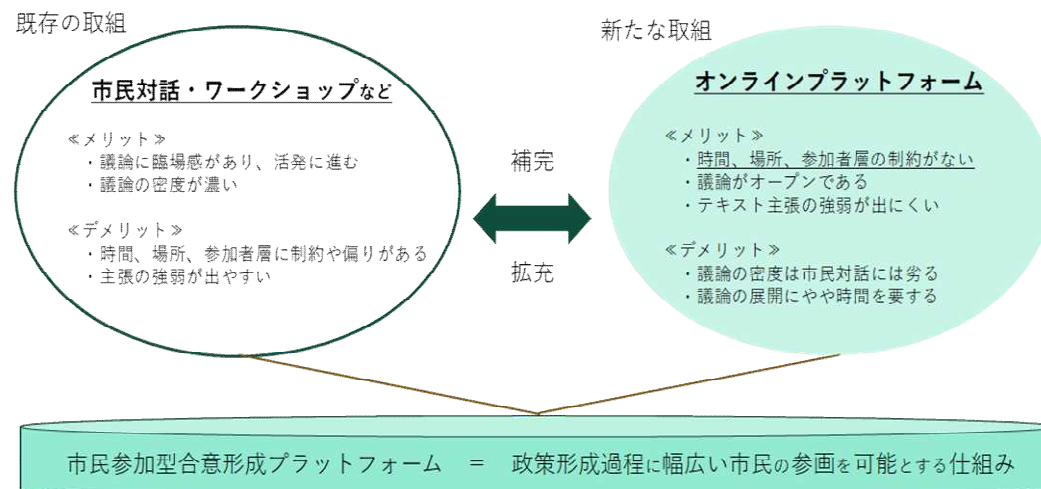 既存の取組
市民対話・ワークショップなど
≪メリット≫
・議論に臨場感があり、活発に進む
・議論の密度が濃い
≪デメリット≫
・時間、場所、参加者層に制約や偏りがある
・主張の強弱が出やすい
補完
拡充
新たな取組
オンラインプラットフォーム
≪メリット≫
・時間、場所、参加者層の制約がない
・議論がオープンである
・テキスト主張の強弱が出にくい
≪デメリット≫
・議論の密度は市民対話には劣る
・議論の展開にやや時間を要する
市民参加型合意形成プラットフォーム ＝ 政策形成過程に幅広い市民の参画を可能とする仕組み